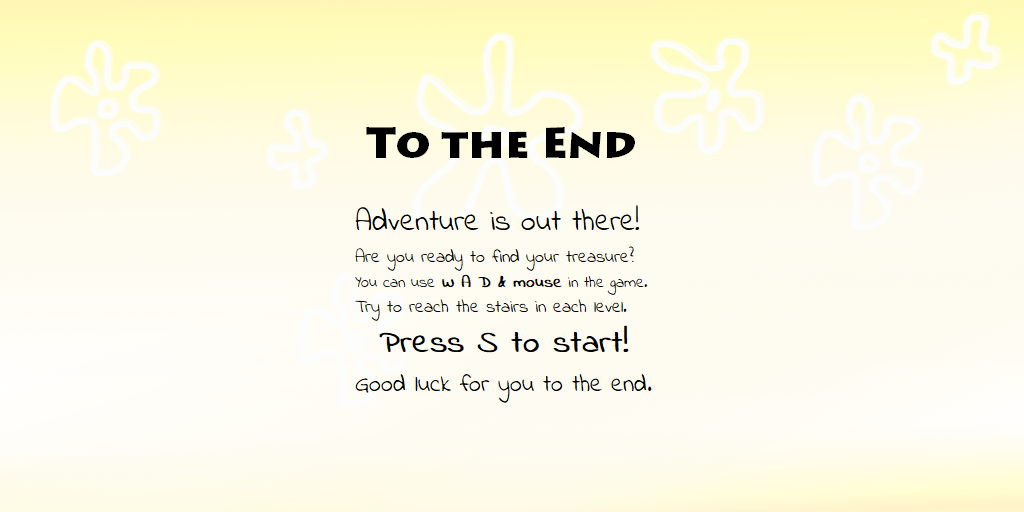 To the End
Adventure is out there!
Are you ready to find your treasure?
You can use W A D & mouse in the game.
Try to reach the stairs in each level.
Press S to start!
Good luck for you to the end.